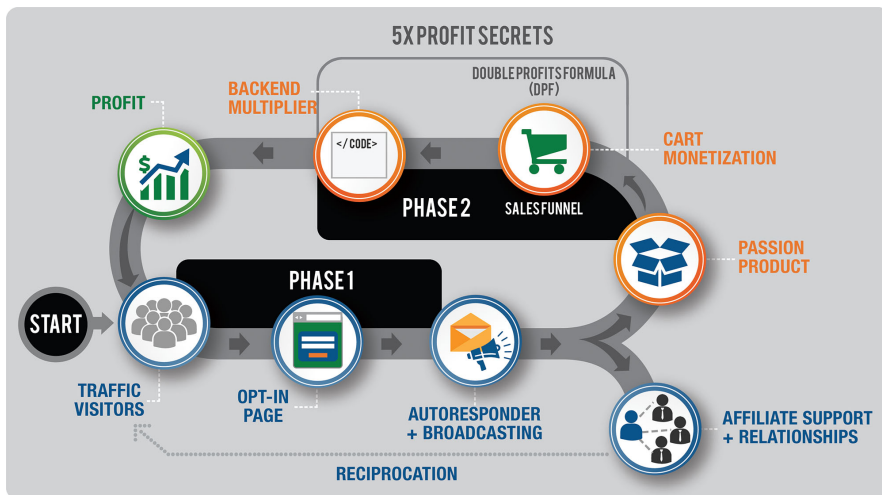 5X PROFIT SECRETS
DOUBLE PROFITS FORMULA
(DPF)
BACKEND
MULTIPLIER
PROFIT
</CODE>
CART
MONETIZATION
PHASE 2
SALES FUNNEL
PASSION
PRODUCT
PHASE 1
START
$
TRAFFIC
VISITORS
OPT-IN
PAGE
AUTORESPONDER
+ BROADCASTING
AFFILIATE SUPPORT
+ RELATIONSHIPS
RECIPROCATION